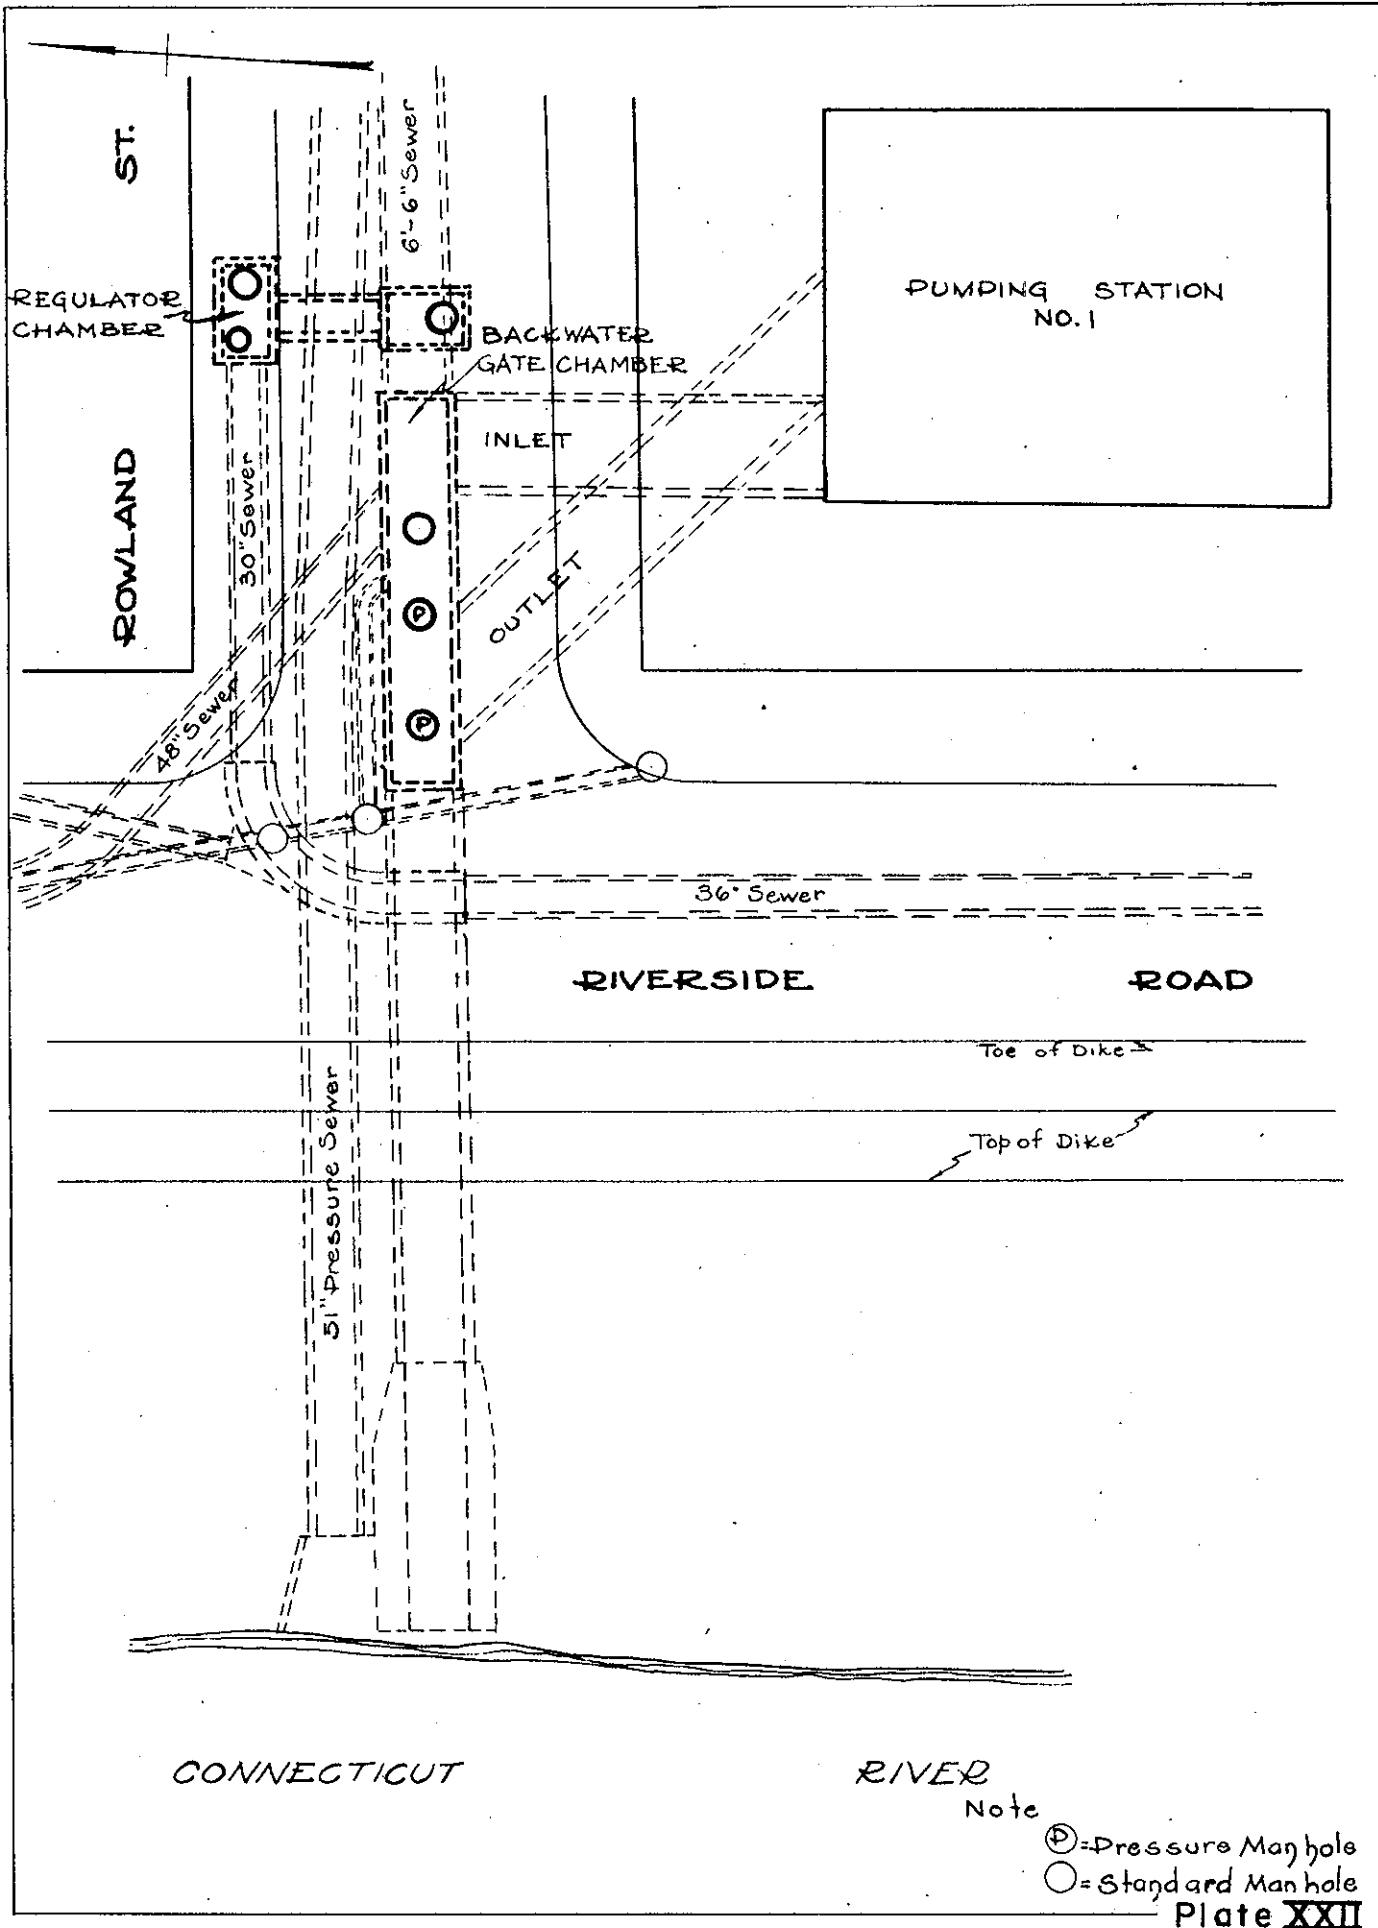 6'-6" Sewer
ROWLAND ST.
REGULATOR
CHAMBER
PUMPING STATION
NO. 1
BACKWATER
GATE CHAMBER
INLET
30" Sewer
P
OUTLET
48" Sewer
P
36" Sewer
RIVERSIDE ROAD
Toe of Dike
Top of Dike
51" Pressure Sewer
CONNECTICUT RIVER
Note
P =Pressure Manhole
= Standard Manhole
Plate XXII